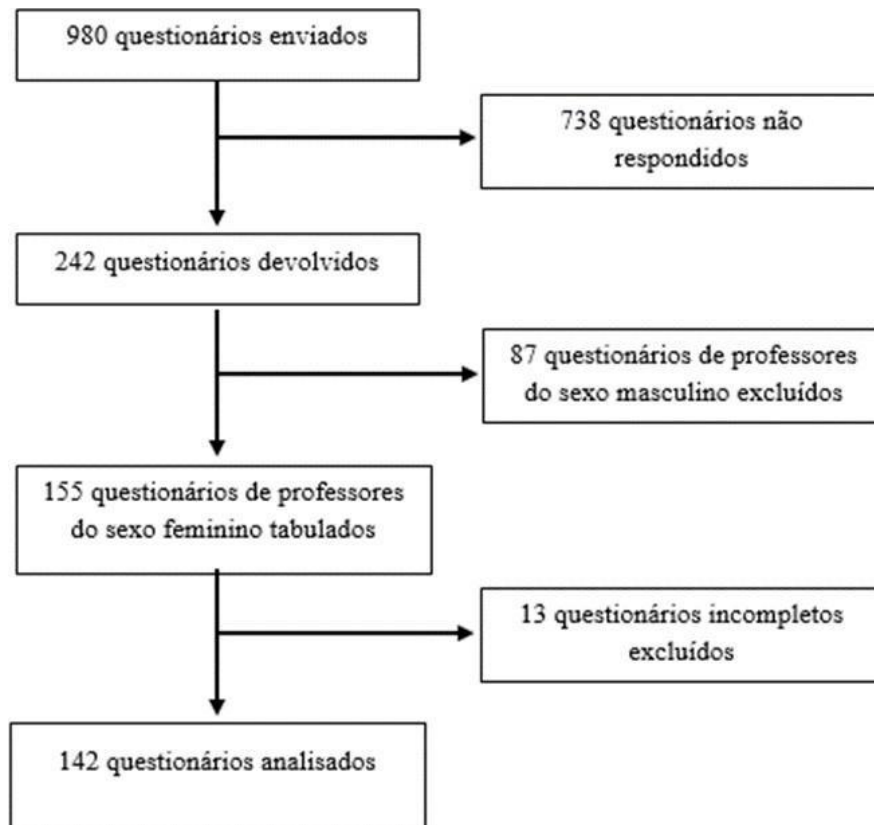 980 questionários enviados
738 questionários não
respondidos
242 questionários devolvidos
87 questionários de professores
do sexo masculino excluídos
155 questionários de professores
do sexo feminino tabulados
13 questionários incompletos
excluídos
142 questionários analisados